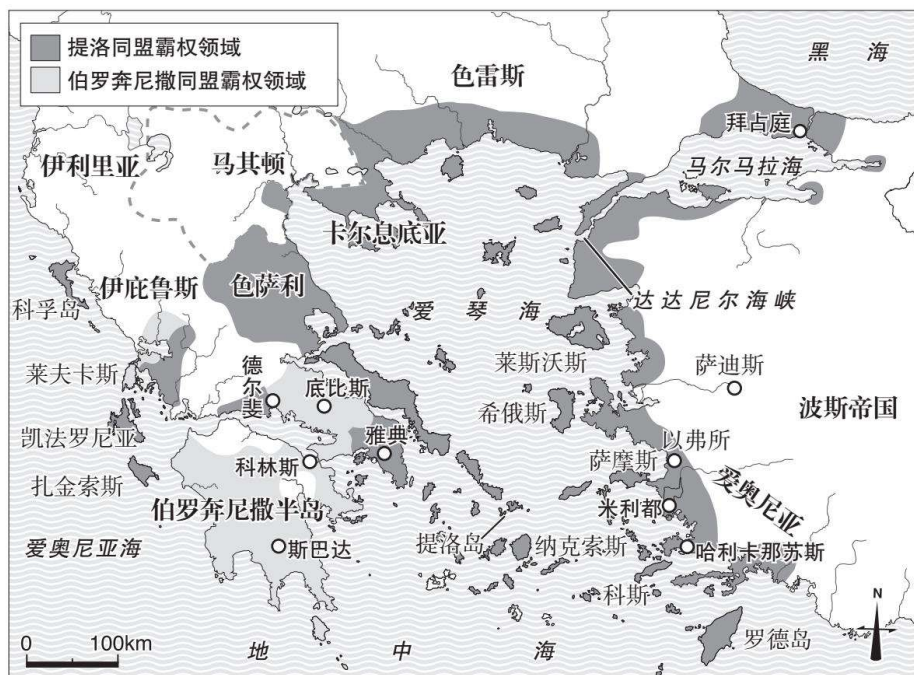 提洛同盟霸权领域
伯罗奔尼撒同盟霸权领域
黑海
色雷斯
拜占庭
马尔马拉海
伊利里亚
马其顿
卡尔息底亚
伊庇鲁斯
色萨利
科孚岛
爱琴海
达达尼尔海峡
莱夫卡斯
德尔斐
底比斯
莱斯沃斯
萨迪斯
希俄斯
波斯帝国
凯法罗尼亚
雅典
以弗所
科林斯
萨摩斯
扎金索斯
伯罗奔尼撒半岛
爱奥尼亚
米利都
爱奥尼亚海
斯巴达
提洛岛
纳克索斯
哈利卡那苏斯
科斯
N
0 100km
地中海
罗德岛